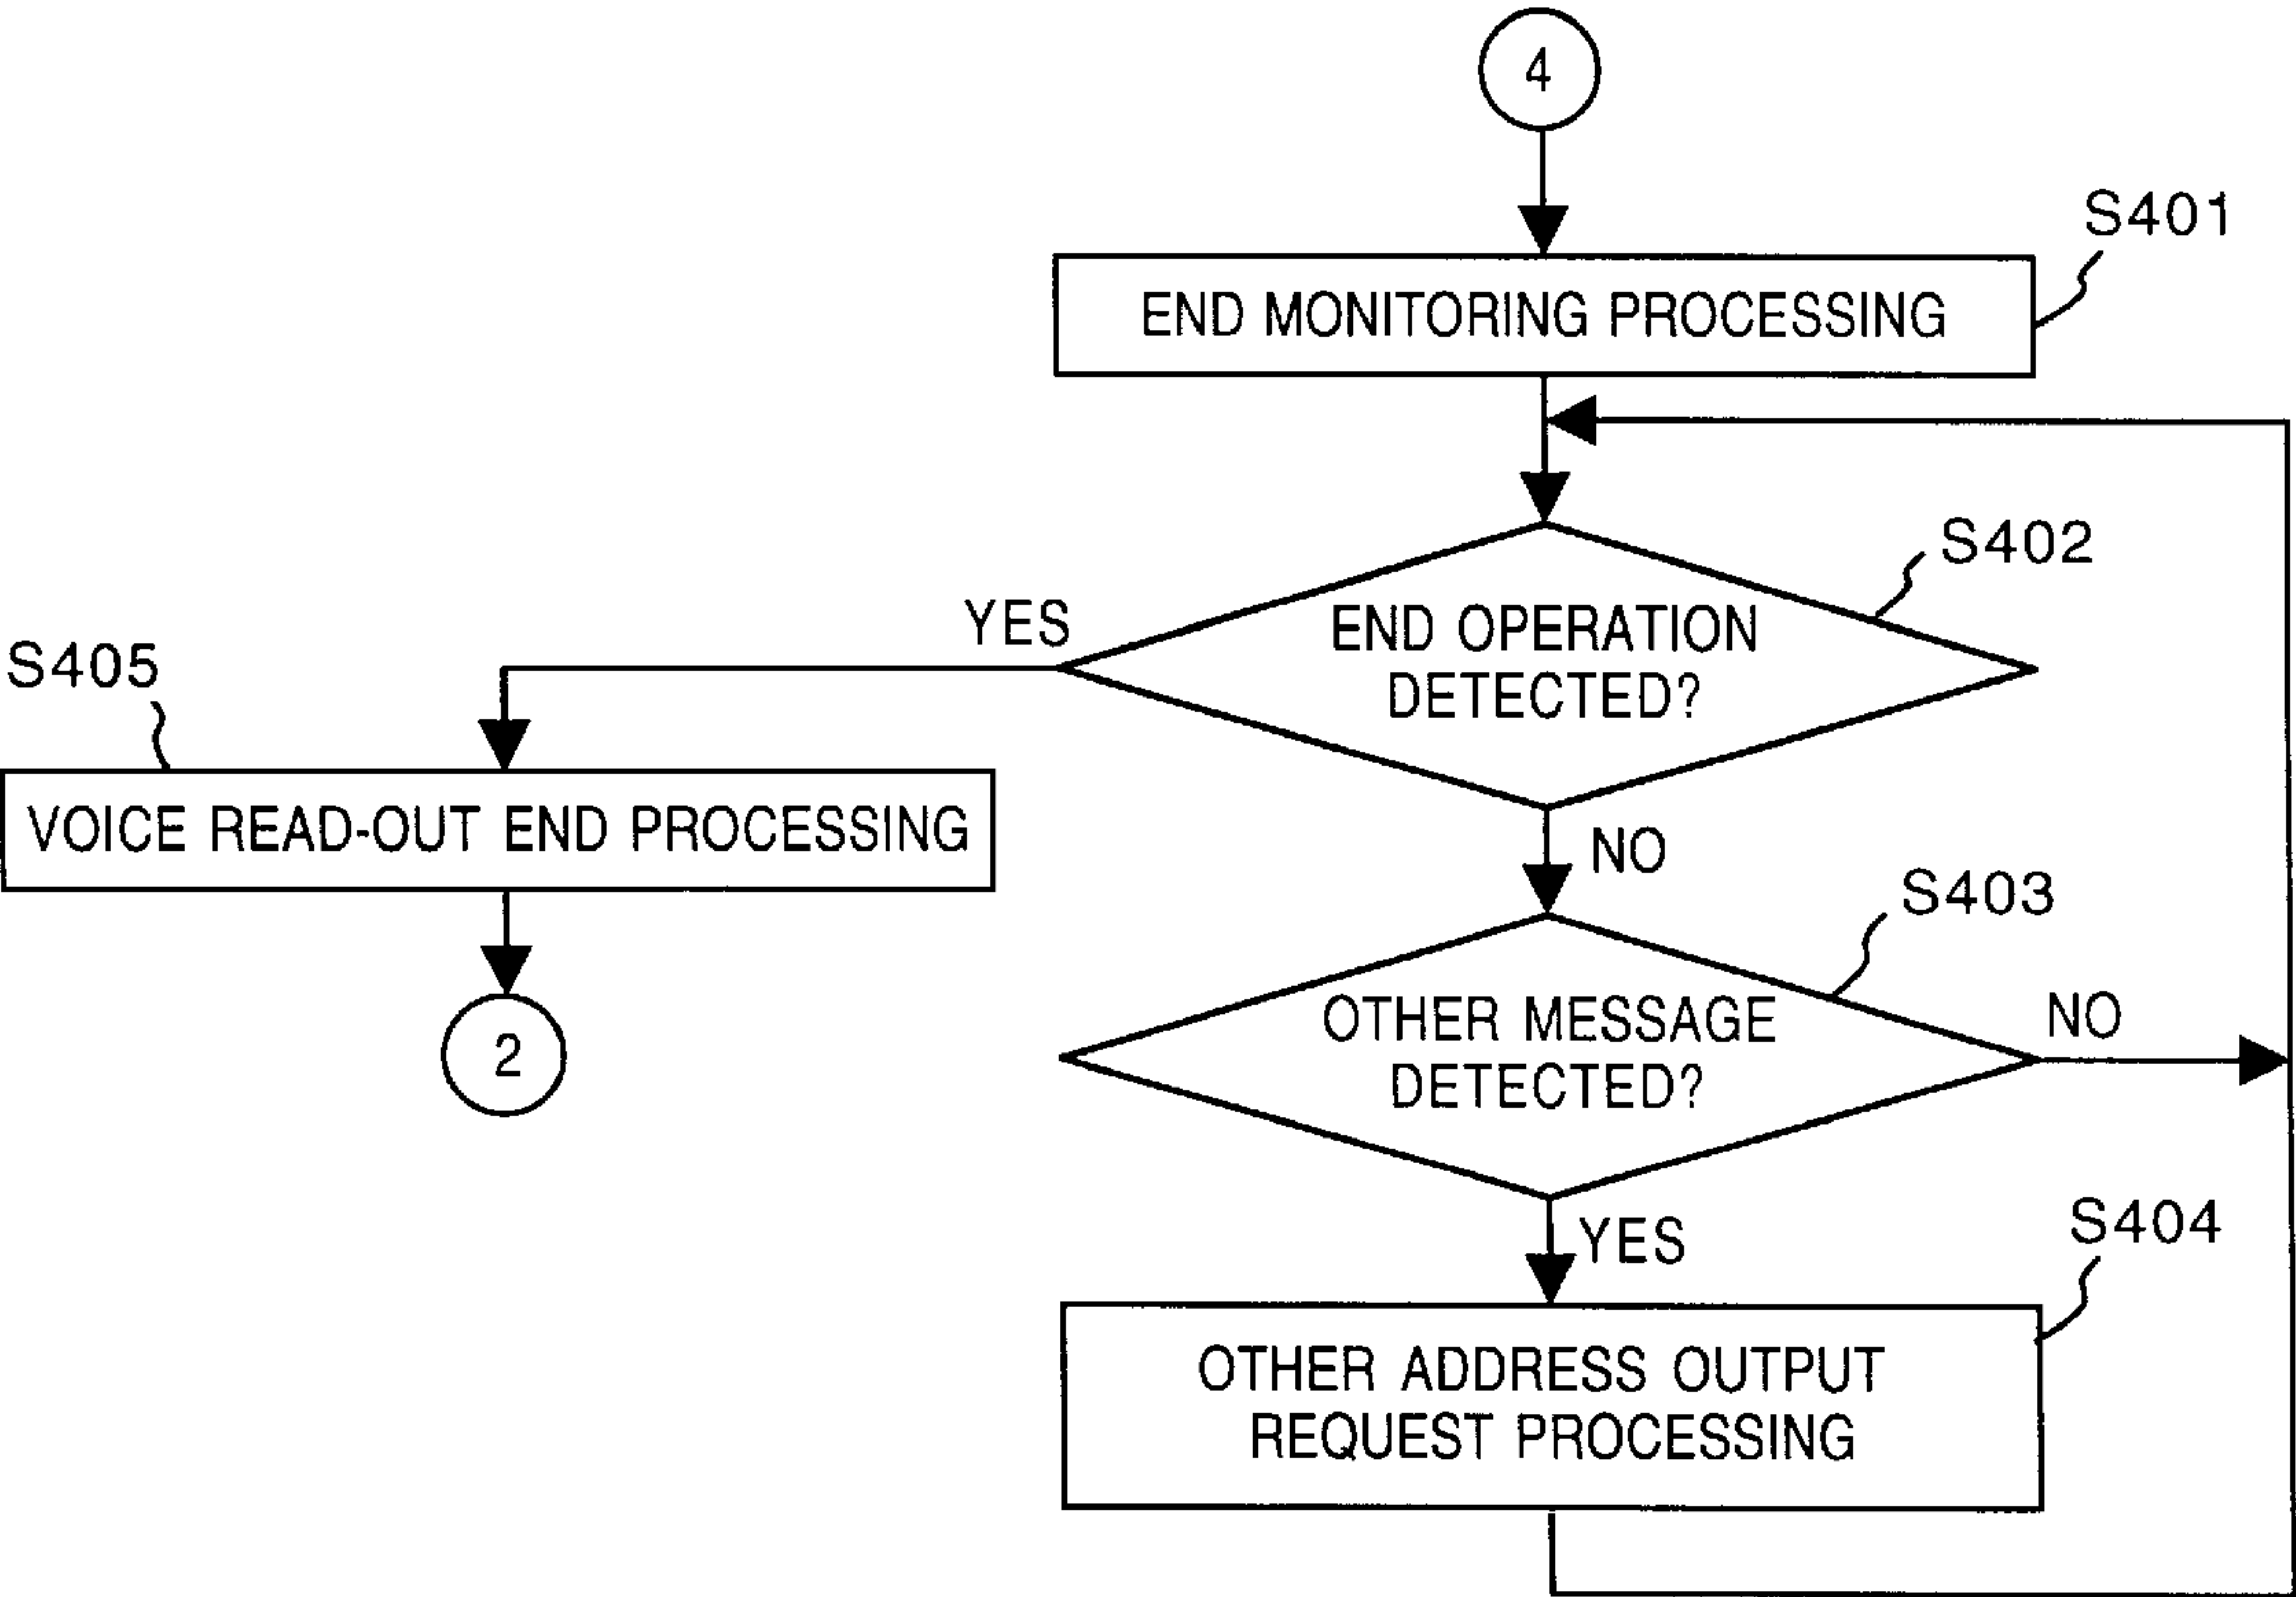 4
S401
END MONITORING PROCESSING
S402
YES
END OPERATION
DETECTED?
S405
VOICE READ-OUT END PROCESSING
NO
S403
2
OTHER MESSAGE
DETECTED?
NO
YES
S404
OTHER ADDRESS OUTPUT
REQUEST PROCESSING